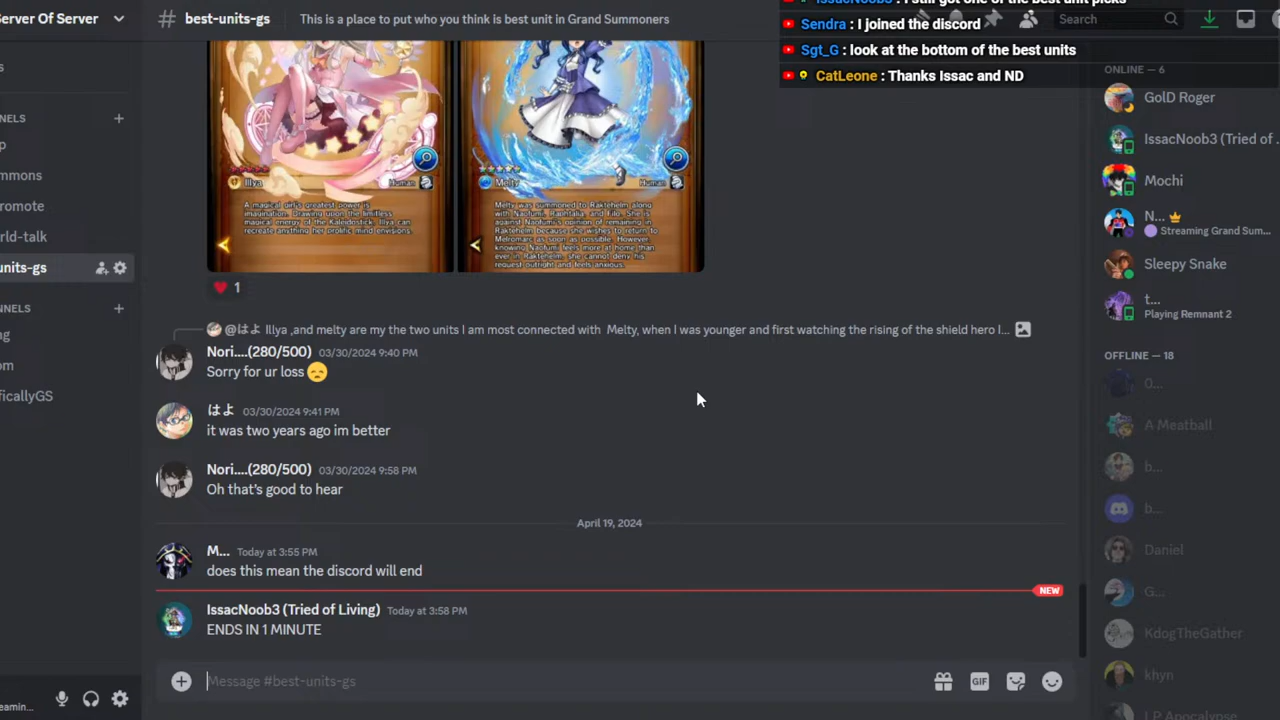 Server Of Server
# best-units-gs
This is a place to put who you think is best unit in Grand Summoners
Search
Sendra : I joined the discord
Sgt_G : look at the bottom of the best units
CatLeone : Thanks Issac and ND
NELS
mmons
romote
rld-talk
units-gs
NNELS
ficallyGS
Illya
Human
A magical girl's greatest power is
imagination. Drawing upon the limitless
magical energy of the Kaleidostick, Illya can
recreate anything her prolific mind envisions.
Melty
Human
Melty was summoned to Raktehelm along
with Naofumi, Raphtalia, and Filo. She is
against Naofumi's opinion of remaining in
Raktehelm because she wishes to return to
Melromarc as soon as possible. However,
knowing Naofumi feels more at home than
ever in Raktehelm, she cannot deny his
request outright and feels anxious.
1
@はよ Illya ,and melty are my the two units I am most connected with Melty, when I was younger and first watching the rising of the shield hero I...
Nori....(280/500) 03/30/2024 9:40 PM
Sorry for ur loss
はよ 03/30/2024 9:41 PM
it was two years ago im better
Nori....(280/500) 03/30/2024 9:58 PM
Oh that's good to hear
April 19, 2024
M... Today at 3:55 PM
does this mean the discord will end
NEW
IssacNoob3 (Tried of Living) Today at 3:58 PM
ENDS IN 1 MINUTE
Message #best-units-gs
GIF
ONLINE — 6
GolD Roger
IssacNoob3 (Tried of .
Mochi
N...
Streaming Grand Sum...
Sleepy Snake
t...
Playing Remnant 2
OFFLINE — 18
0...
A Meatball
b...
b...
Daniel
G...
KdogTheGather
khyn
LP Apocalypse